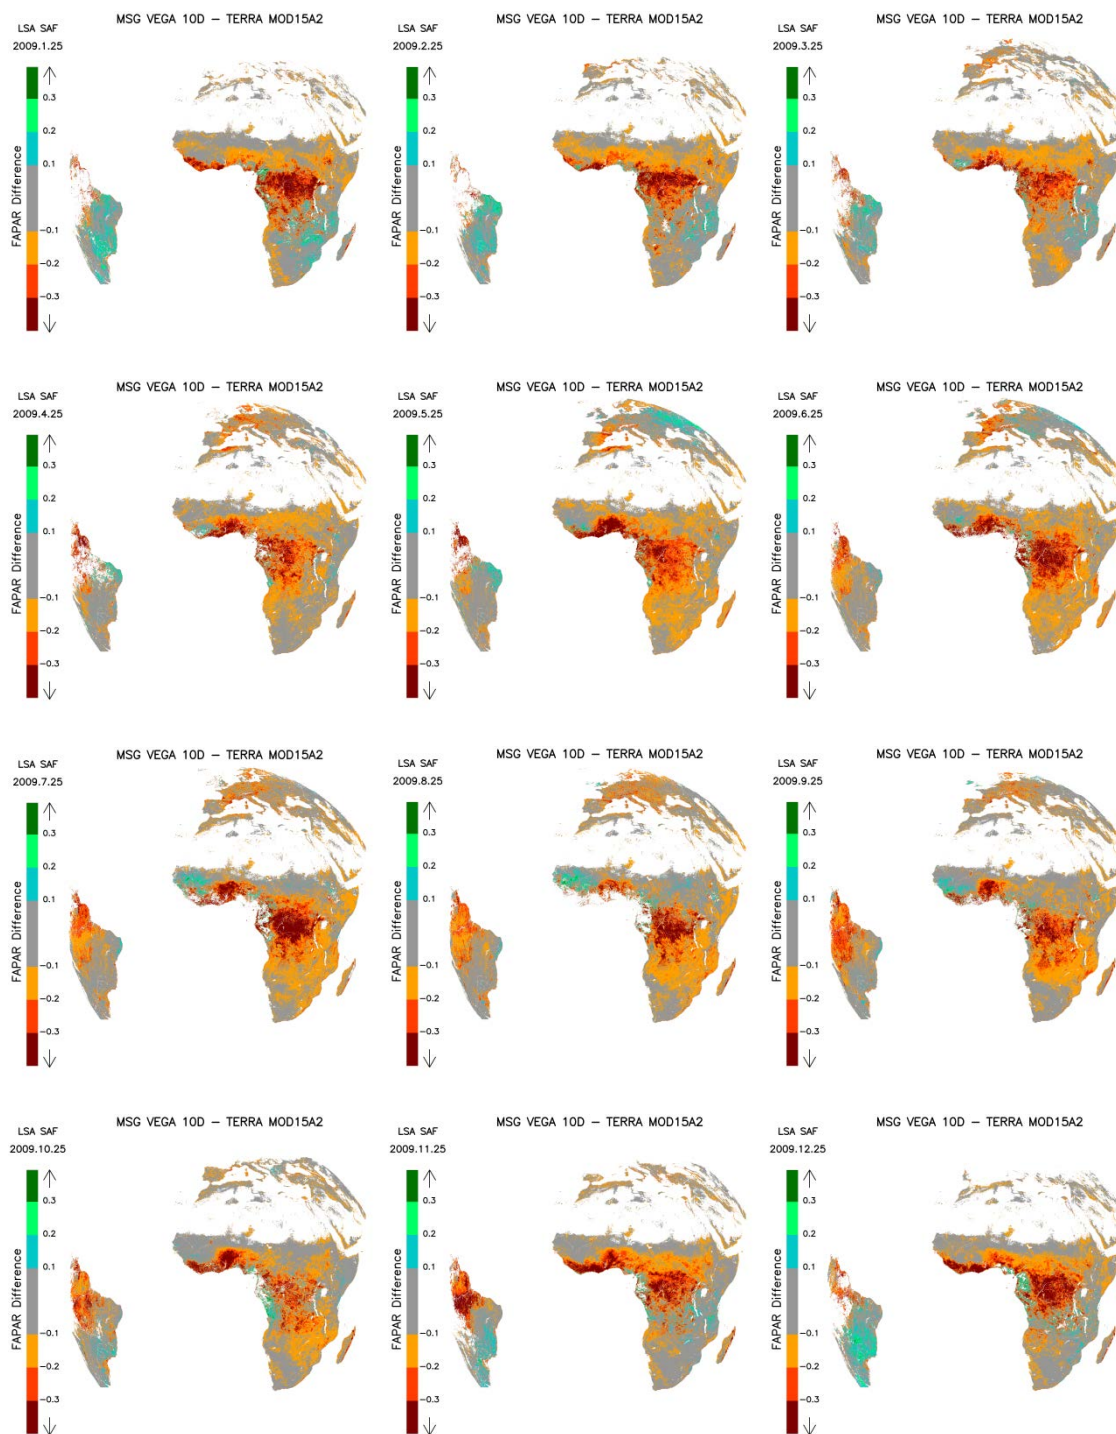 MSG VEGA 10D – TERRA MOD15A2
LSA SAF
2009.1.25
0.3
0.2
0.1
−0.1
−0.2
−0.3
FAPAR Difference
MSG VEGA 10D – TERRA MOD15A2
LSA SAF
2009.2.25
0.3
0.2
0.1
−0.1
−0.2
−0.3
FAPAR Difference
MSG VEGA 10D – TERRA MOD15A2
LSA SAF
2009.3.25
0.3
0.2
0.1
−0.1
−0.2
−0.3
FAPAR Difference
MSG VEGA 10D – TERRA MOD15A2
LSA SAF
2009.4.25
0.3
0.2
0.1
−0.1
−0.2
−0.3
FAPAR Difference
MSG VEGA 10D – TERRA MOD15A2
LSA SAF
2009.5.25
0.3
0.2
0.1
−0.1
−0.2
−0.3
FAPAR Difference
MSG VEGA 10D – TERRA MOD15A2
LSA SAF
2009.6.25
0.3
0.2
0.1
−0.1
−0.2
−0.3
FAPAR Difference
MSG VEGA 10D – TERRA MOD15A2
LSA SAF
2009.7.25
0.3
0.2
0.1
−0.1
−0.2
−0.3
FAPAR Difference
MSG VEGA 10D – TERRA MOD15A2
LSA SAF
2009.8.25
0.3
0.2
0.1
−0.1
−0.2
−0.3
FAPAR Difference
MSG VEGA 10D – TERRA MOD15A2
LSA SAF
2009.9.25
0.3
0.2
0.1
−0.1
−0.2
−0.3
FAPAR Difference
MSG VEGA 10D – TERRA MOD15A2
LSA SAF
2009.10.25
0.3
0.2
0.1
−0.1
−0.2
−0.3
FAPAR Difference
MSG VEGA 10D – TERRA MOD15A2
LSA SAF
2009.11.25
0.3
0.2
0.1
−0.1
−0.2
−0.3
FAPAR Difference
MSG VEGA 10D – TERRA MOD15A2
LSA SAF
2009.12.25
0.3
0.2
0.1
−0.1
−0.2
−0.3
FAPAR Difference